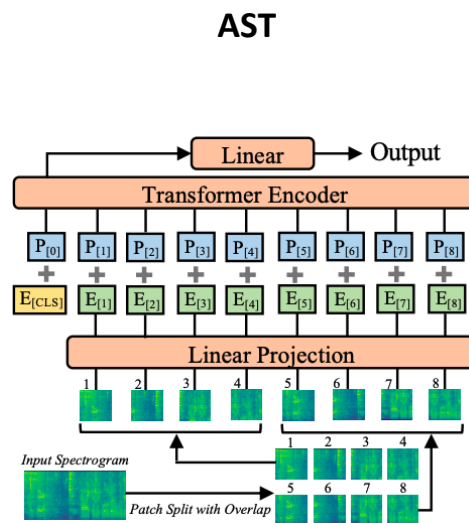 AST
Linear
Output
Transformer Encoder
P[0] P[1] P[2] P[3] P[4] P[5] P[6] P[7] P[8]
+ + + + + + + + +
E[CLS] E[1] E[2] E[3] E[4] E[5] E[6] E[7] E[8]
Linear Projection
1 2 3 4 5 6 7 8
1 2 3 4
Input Spectrogram
5 6 7 8
Patch Split with Overlap